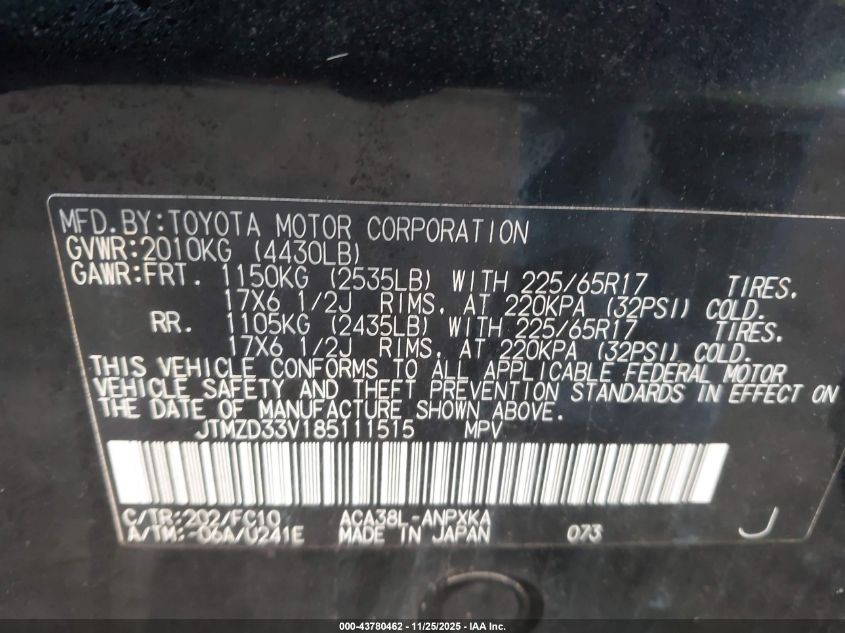 MFD.BY:TOYOTA MOTOR CORPORATION
GVWR:2010KG (4430LB)
GAWR:FRT. 1150KG (2535LB) WITH 225/65R17 TIRES.
17X6 1/2J RIMS, AT 220KPA (32PSI) COLD.
RR. 1105KG (2435LB) WITH 225/65R17 TIRES.
17X6 1/2J RIMS, AT 220KPA (32PSI) COLD.
THIS VEHICLE CONFORMS TO ALL APPLICABLE FEDERAL MOTOR
VEHICLE SAFETY AND THEFT PREVENTION STANDARDS IN EFFECT ON
THE DATE OF MANUFACTURE SHOWN ABOVE.
JTMZD33V185111515 MPV
C/TR:202/FC10 ACA38L-ANPXKA
A/TM:-06A/U241E MADE IN JAPAN 073 J
000-43780462 - 11/25/2025 - IAA Inc.